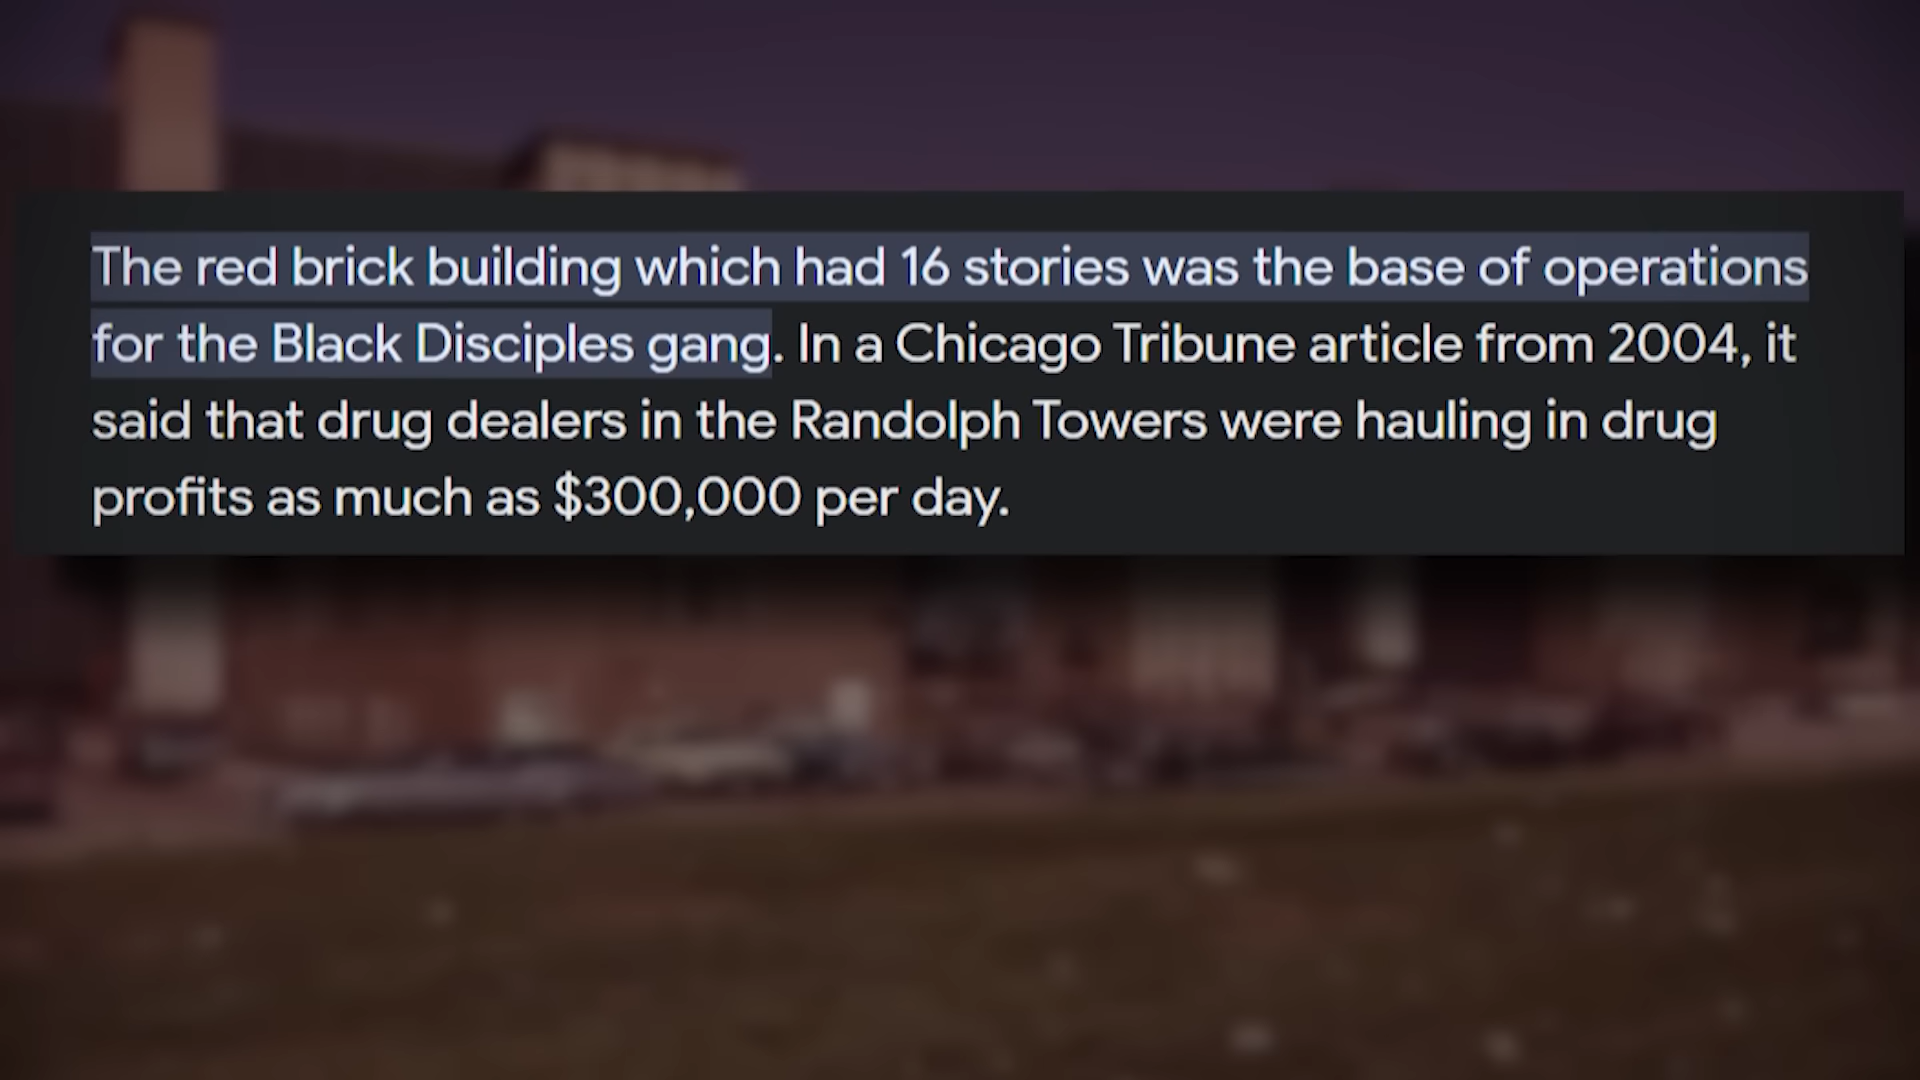 The red brick building which had 16 stories was the base of operations
for the Black Disciples gang. In a Chicago Tribune article from 2004, it
said that drug dealers in the Randolph Towers were hauling in drug
profits as much as $300,000 per day.